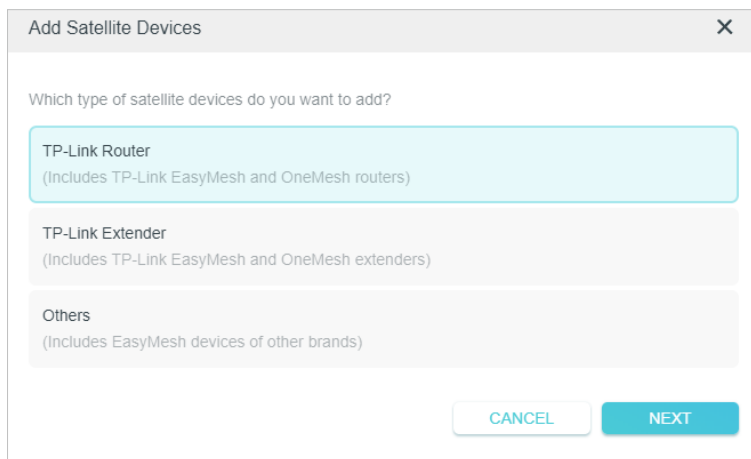 Add Satellite Devices
Which type of satellite devices do you want to add?
TP-Link Router
(Includes TP-Link EasyMesh and OneMesh routers)
TP-Link Extender
(Includes TP-Link EasyMesh and OneMesh extenders)
Others
(Includes EasyMesh devices of other brands)
CANCEL
NEXT